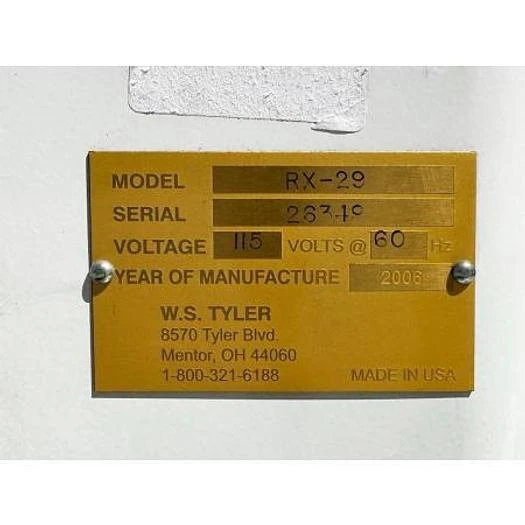 MODEL RX-29
SERIAL 26349
VOLTAGE 115 VOLTS @ 60 Hz
YEAR OF MANUFACTURE 2006
W.S. TYLER
8570 Tyler Blvd.
Mentor, OH 44060
1-800-321-6188
MADE IN USA